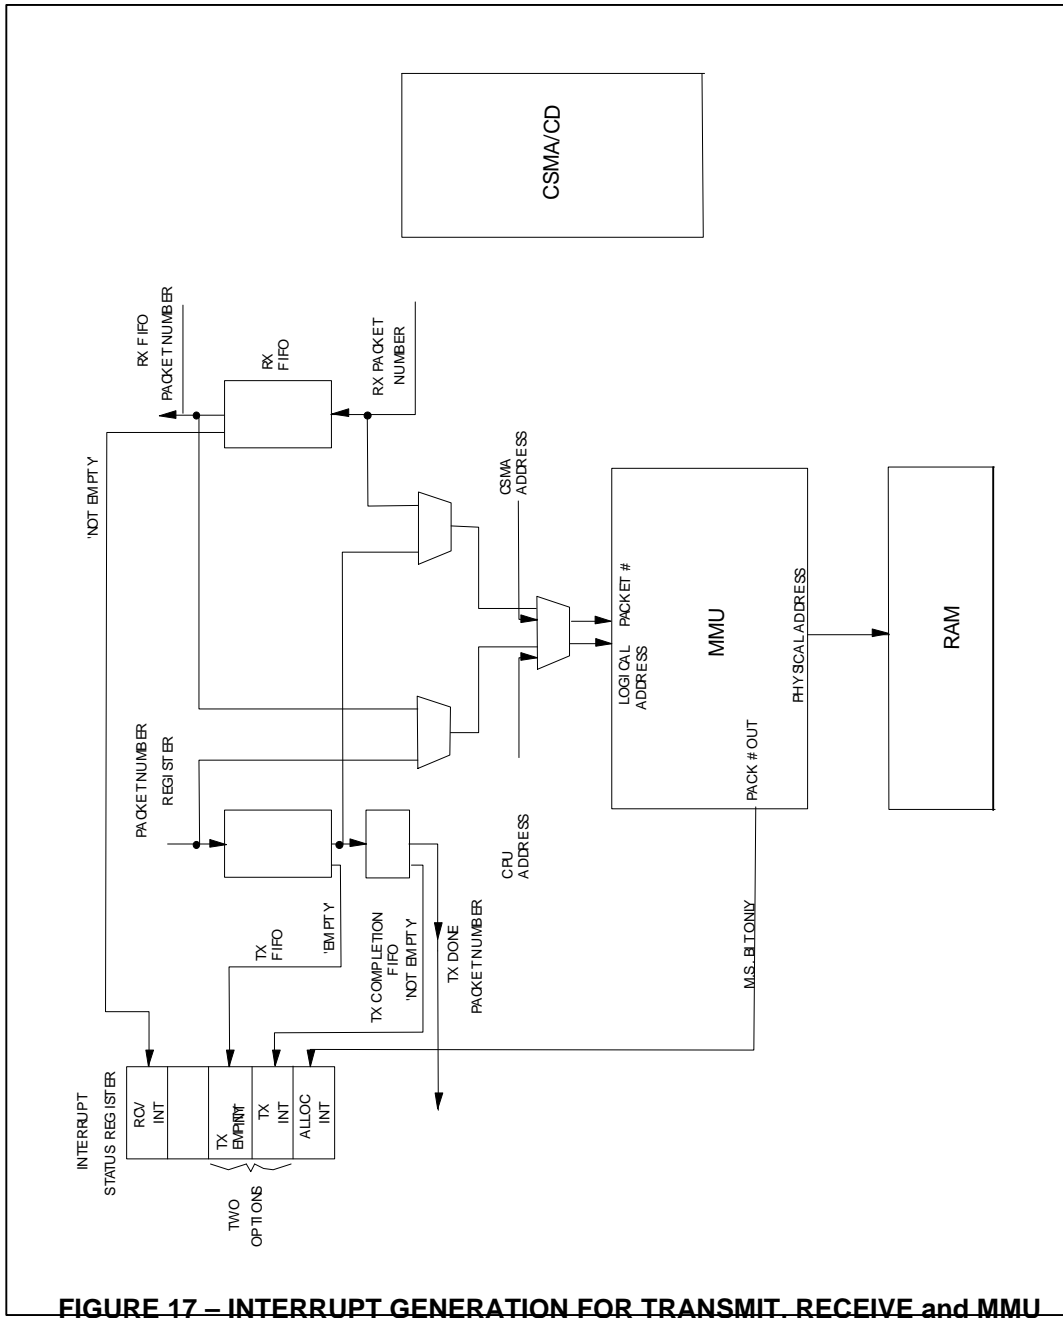 CSMA/CD
RX FIFO
PACKET NUMBER
RX
FIFO
RX PACKET
NUMBER
'NOT EMPTY'
CSMA
ADDRESS
PACKET #
LOGICAL
ADDRESS
MMU
PHYSICAL ADDRESS
PACK # OUT
RAM
PACKET NUMBER
REGISTER
CPU
ADDRESS
TX
FIFO
'EMPTY'
TX COMPLETION
FIFO
'NOT EMPTY'
TX DONE
PACKET NUMBER
M.S. BIT ONLY
INTERRUPT
STATUS REGISTER
RCV
INT
TX
EMPTY
INT
TX
INT
ALLOC
INT
TWO
OPTIONS
FIGURE 17 – INTERRUPT GENERATION FOR TRANSMIT, RECEIVE and MMU